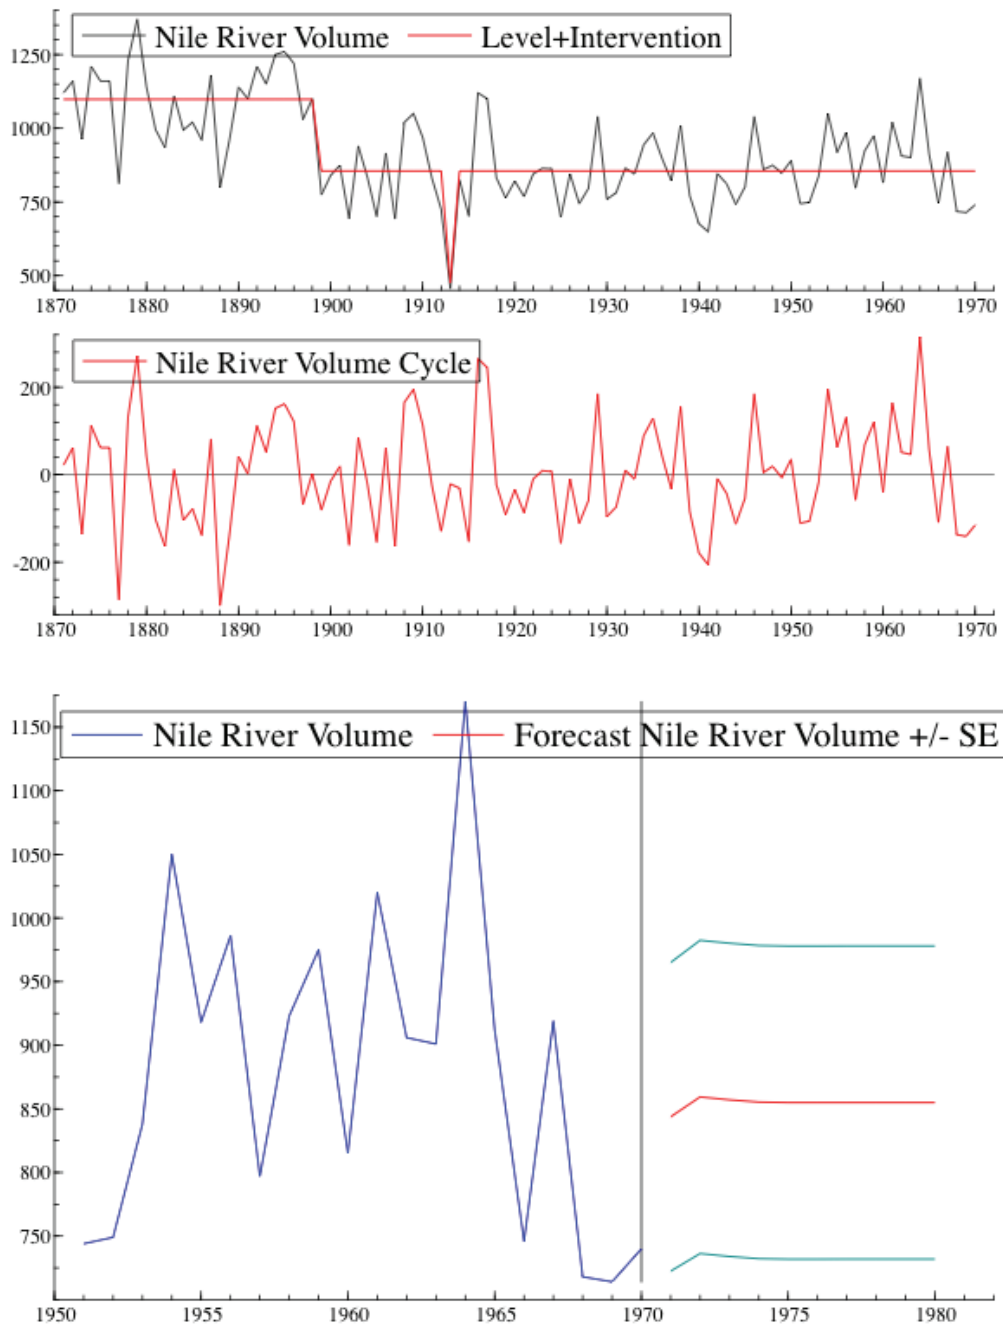 Nile River Volume Level+Intervention
1250
1000
750
500
1870 1880 1890 1900 1910 1920 1930 1940 1950 1960 1970
Nile River Volume Cycle
200
0
-200
1870 1880 1890 1900 1910 1920 1930 1940 1950 1960 1970
Nile River Volume Forecast Nile River Volume +/- SE
1150
1100
1050
1000
950
900
850
800
750
1950 1955 1960 1965 1970 1975 1980